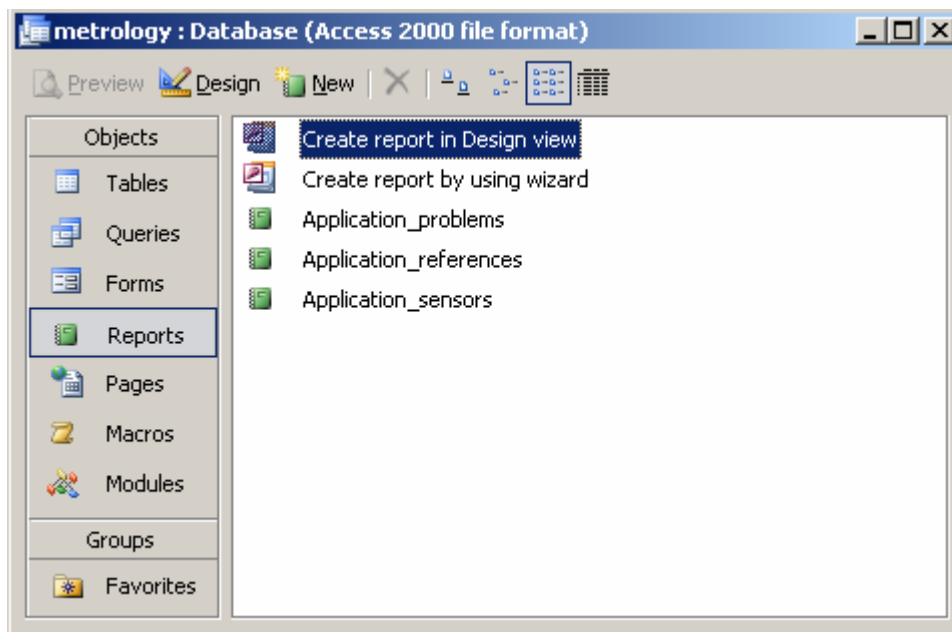 metrology : Database (Access 2000 file format)
Preview Design New
Objects
Tables
Queries
Forms
Reports
Pages
Macros
Modules
Groups
Favorites
Create report in Design view
Create report by using wizard
Application_problems
Application_references
Application_sensors